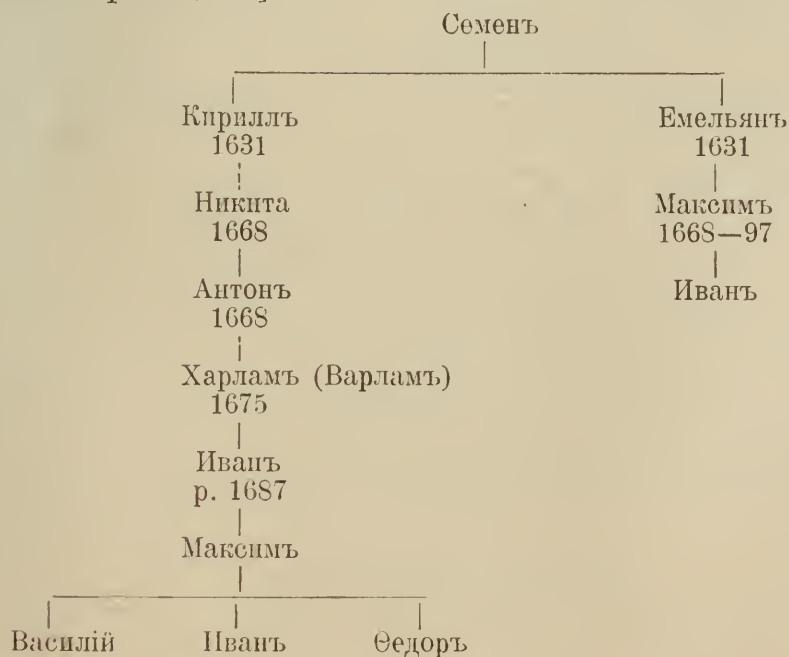 Семенъ
Кириллъ Емельянъ
1631 1631
Никита Максимъ
1668 1668—97
Антонъ Иванъ
1668
Харламъ (Варламъ)
1675
Иванъ
р. 1687
Максимъ
Василій Иванъ Ѳедоръ